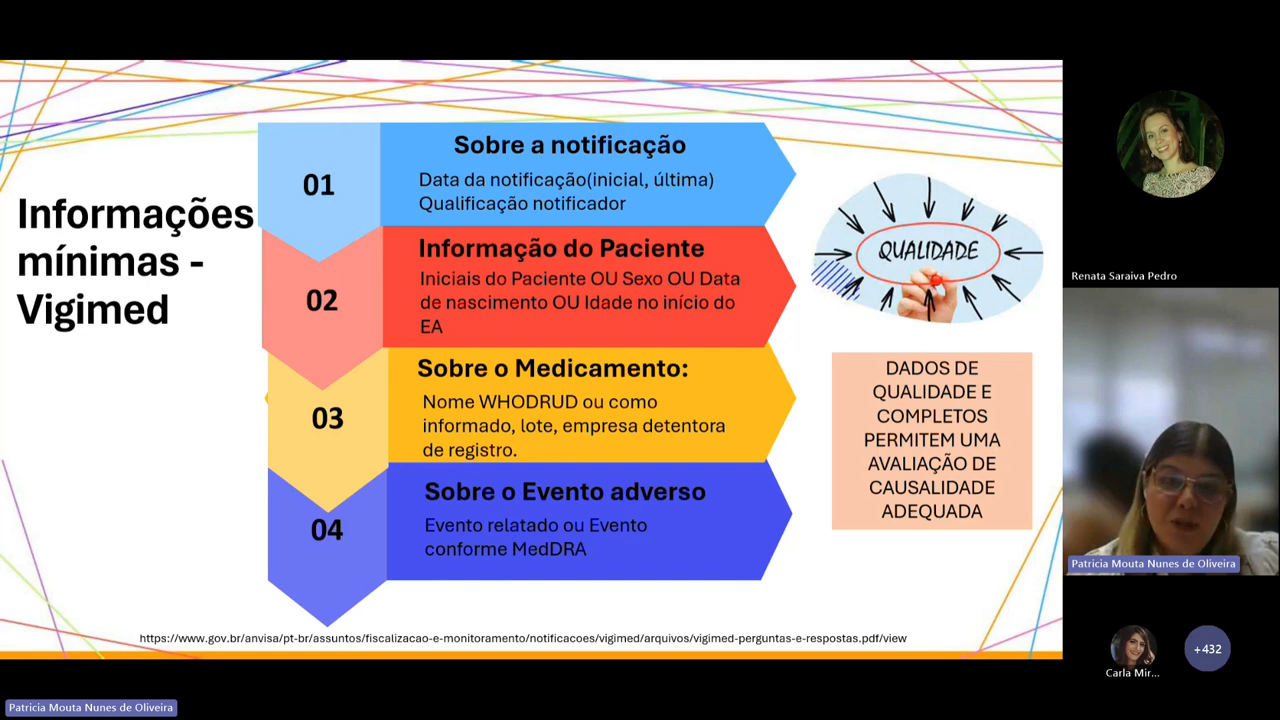 Informações
mínimas -
Vigimed
01
Sobre a notificação
Data da notificação(inicial, última)
Qualificação notificador
02
Informação do Paciente
Iniciais do Paciente OU Sexo OU Data
de nascimento OU Idade no início do
EA
03
Sobre o Medicamento:
Nome WHODRUD ou como
informado, lote, empresa detentora
de registro.
04
Sobre o Evento adverso
Evento relatado ou Evento
conforme MedDRA
QUALIDADE
DADOS DE
QUALIDADE E
COMPLETOS
PERMITEM UMA
AVALIAÇÃO DE
CAUSALIDADE
ADEQUADA
https://www.gov.br/anvisa/pt-br/assuntos/fiscalizacao-e-monitoramento/notificacoes/vigimed/arquivos/vigimed-perguntas-e-respostas.pdf/view
Renata Saraiva Pedro
Patricia Mouta Nunes de Oliveira
Carla Mir...
+432
Patricia Mouta Nunes de Oliveira